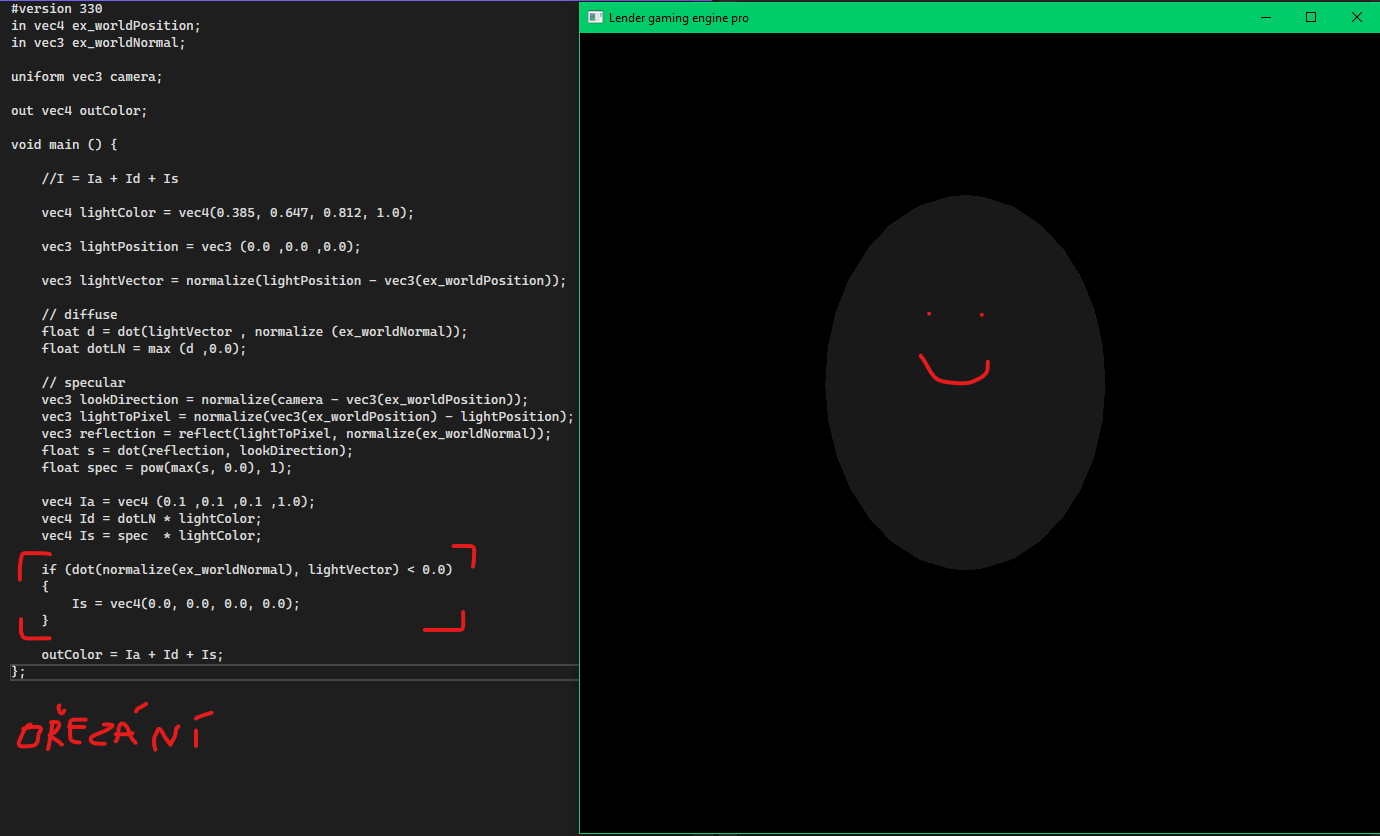 #version 330
in vec4 ex_worldPosition;
in vec3 ex_worldNormal;
uniform vec3 camera;
out vec4 outColor;
void main () {
//I = Ia + Id + Is
vec4 lightColor = vec4(0.385, 0.647, 0.812, 1.0);
vec3 lightPosition = vec3 (0.0 ,0.0 ,0.0);
vec3 lightVector = normalize(lightPosition - vec3(ex_worldPosition));
// diffuse
float d = dot(lightVector , normalize (ex_worldNormal));
float dotLN = max (d ,0.0);
// specular
vec3 lookDirection = normalize(camera - vec3(ex_worldPosition));
vec3 lightToPixel = normalize(vec3(ex_worldPosition) - lightPosition);
vec3 reflection = reflect(lightToPixel, normalize(ex_worldNormal));
float s = dot(reflection, lookDirection);
float spec = pow(max(s, 0.0), 1);
vec4 Ia = vec4 (0.1 ,0.1 ,0.1 ,1.0);
vec4 Id = dotLN * lightColor;
vec4 Is = spec  * lightColor;
if (dot(normalize(ex_worldNormal), lightVector) < 0.0)
{
Is = vec4(0.0, 0.0, 0.0, 0.0);
}
outColor = Ia + Id + Is;
};
OŘEZÁNÍ
Lender gaming engine pro